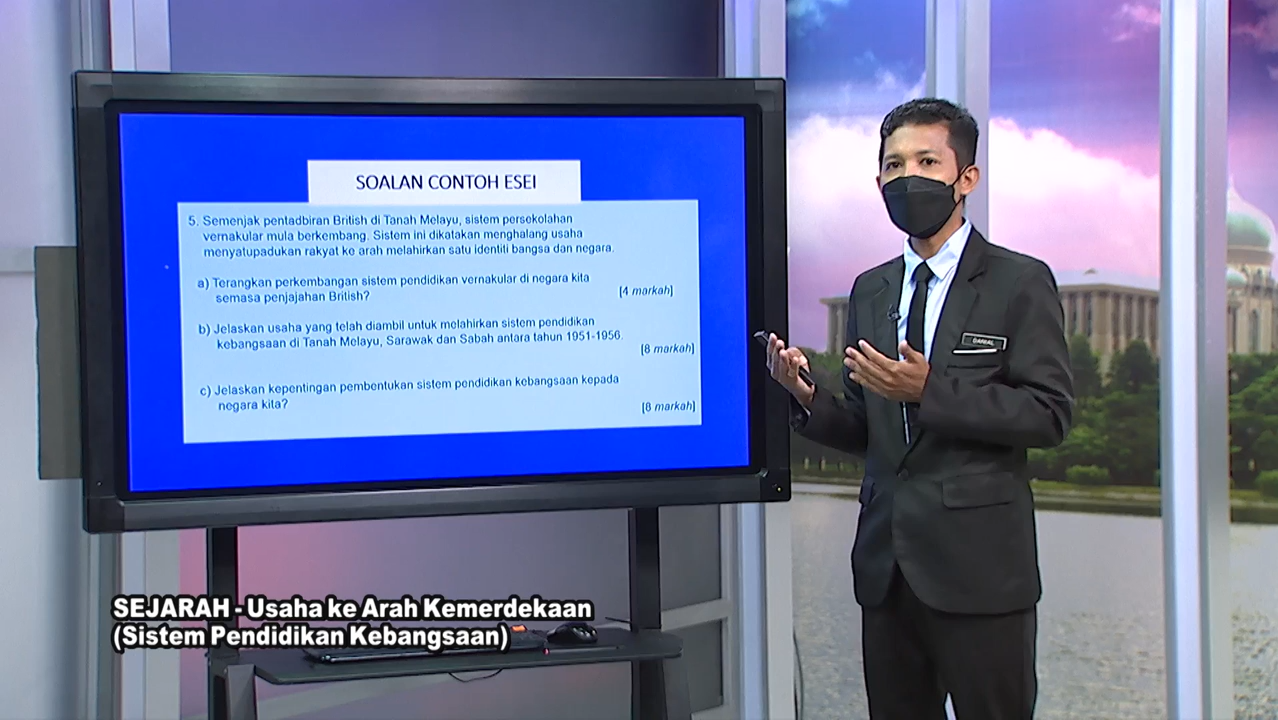 SOALAN CONTOH ESEI
5. Semenjak pentadbiran British di Tanah Melayu, sistem persekolahan
vernakular mula berkembang. Sistem ini dikatakan menghalang usaha
menyatupadukan rakyat ke arah melahirkan satu identiti bangsa dan negara.
a) Terangkan perkembangan sistem pendidikan vernakular di negara kita
semasa penjajahan British?
[4 markah]
b) Jelaskan usaha yang telah diambil untuk melahirkan sistem pendidikan
kebangsaan di Tanah Melayu, Sarawak dan Sabah antara tahun 1951-1956.
[8 markah]
c) Jelaskan kepentingan pembentukan sistem pendidikan kebangsaan kepada
negara kita?
[8 markah]
DANIAL
SEJARAH - Usaha ke Arah Kemerdekaan
(Sistem Pendidikan Kebangsaan)